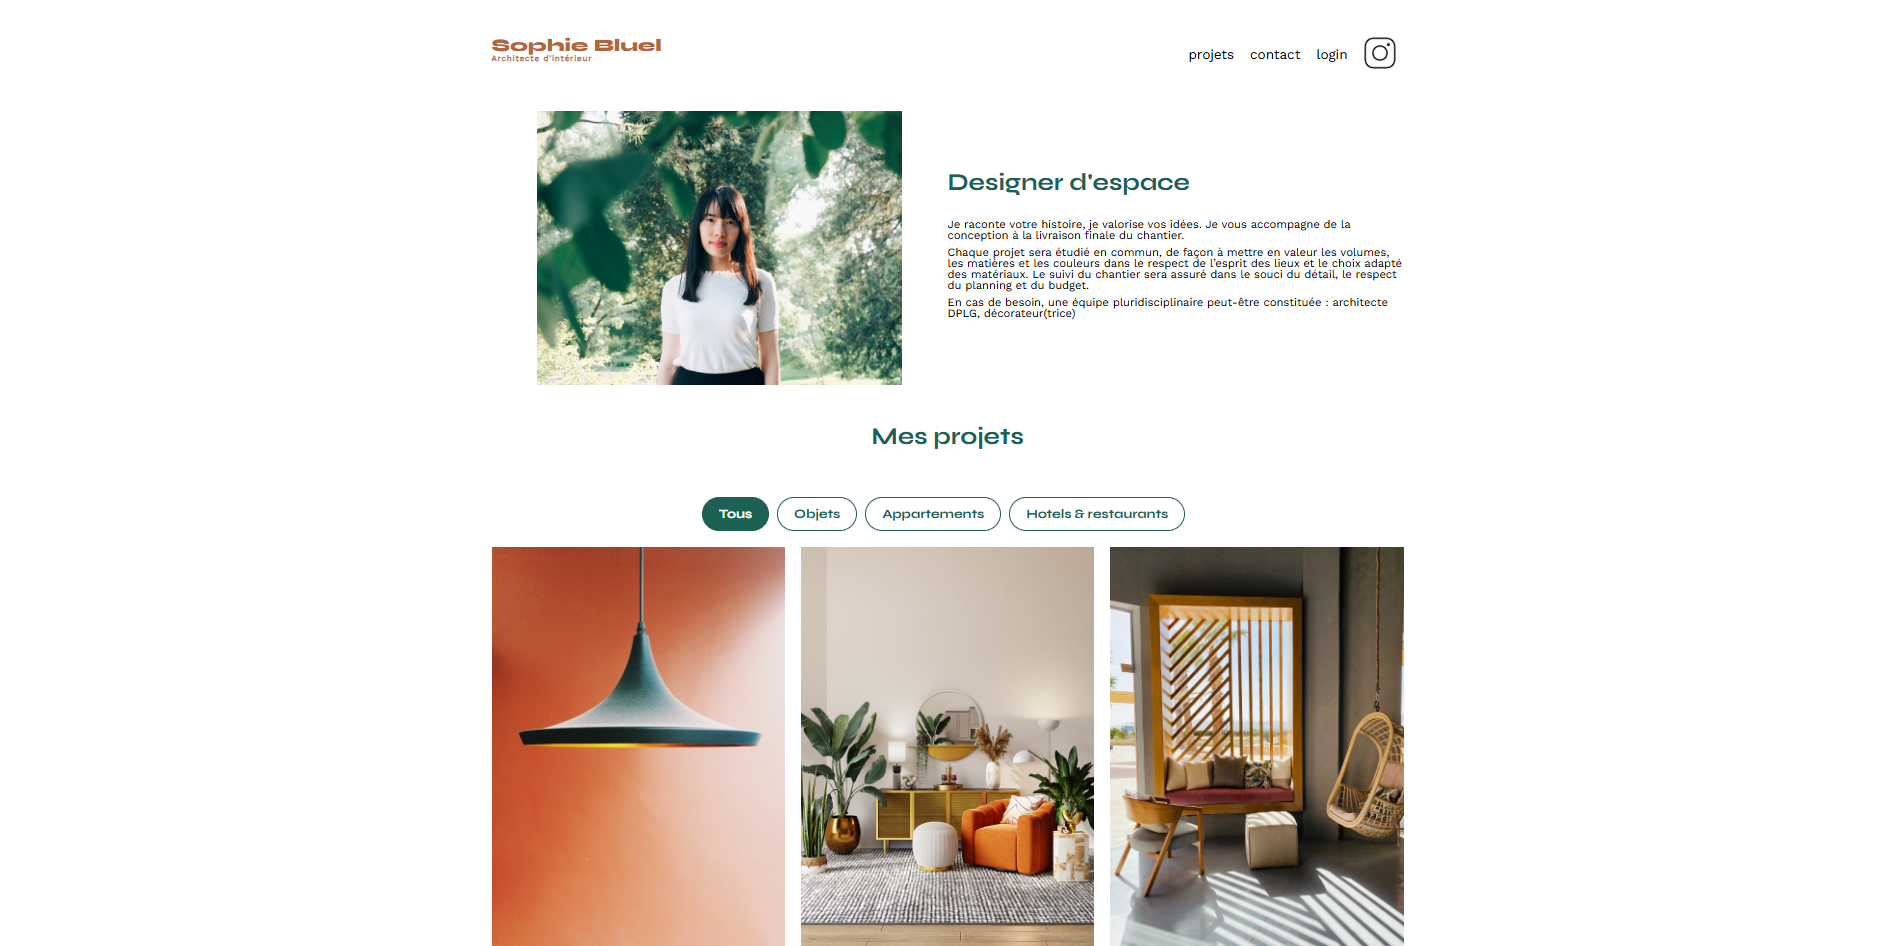 Sophie Bluel
Architecte d'intérieur
projets
contact
login
Designer d'espace
Je raconte votre histoire, je valorise vos idées. Je vous accompagne de la
conception à la livraison finale du chantier.
Chaque projet sera étudié en commun, de façon à mettre en valeur les volumes,
les matières et les couleurs dans le respect de l'esprit des lieux et le choix adapté
des matériaux. Le suivi du chantier sera assuré dans le souci du détail, le respect
du planning et du budget.
En cas de besoin, une équipe pluridisciplinaire peut-être constituée : architecte
DPLG, décorateur(trice)
Mes projets
Tous
Objets
Appartements
Hotels & restaurants